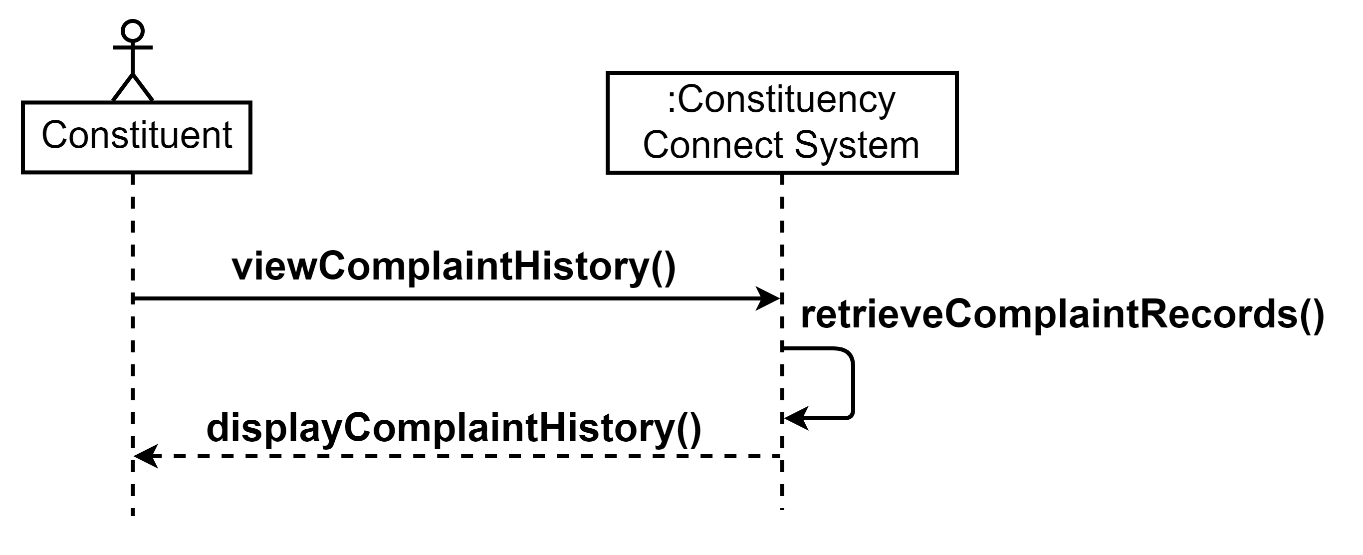 Constituent
:Constituency
Connect System
viewComplaintHistory()
retrieveComplaintRecords()
displayComplaintHistory()